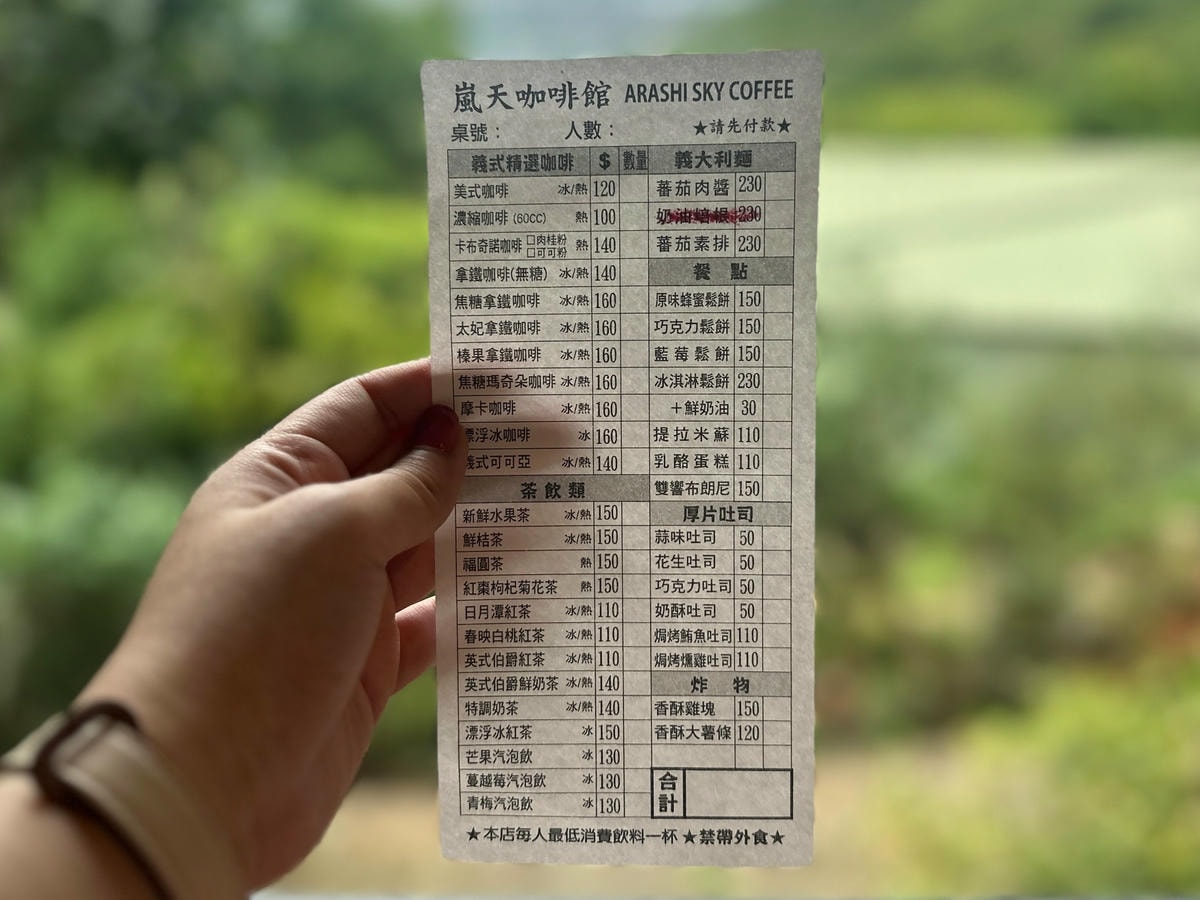 嵐天咖啡館 ARASHI SKY COFFEE
桌號： 人數： ★請先付款★
義式精選咖啡 $ 數量
美式咖啡 冰/熱 120
濃縮咖啡 (60CC) 熱 100
卡布奇諾咖啡 □肉桂粉 □可可粉 熱 140
拿鐵咖啡(無糖) 冰/熱 140
焦糖拿鐵咖啡 冰/熱 160
太妃拿鐵咖啡 冰/熱 160
榛果拿鐵咖啡 冰/熱 160
焦糖瑪奇朵咖啡 冰/熱 160
摩卡咖啡 冰/熱 160
漂浮冰咖啡 冰 160
義式可可亞 冰/熱 140
茶飲類
新鮮水果茶 冰/熱 150
鮮桔茶 冰/熱 150
福圓茶 熱 150
紅棗枸杞菊花茶 熱 150
日月潭紅茶 冰/熱 110
春映白桃紅茶 冰/熱 110
英式伯爵紅茶 冰/熱 110
英式伯爵鮮奶茶 冰/熱 140
特調奶茶 冰/熱 140
漂浮冰紅茶 冰 150
芒果汽泡飲 冰 130
蔓越莓汽泡飲 冰 130
青梅汽泡飲 冰 130
義大利麵
蕃茄肉醬 230
奶油培根 230
蕃茄素排 230
餐點
原味蜂蜜鬆餅 150
巧克力鬆餅 150
藍莓鬆餅 150
冰淇淋鬆餅 230
＋鮮奶油 30
提拉米蘇 110
乳酪蛋糕 110
雙響布朗尼 150
厚片吐司
蒜味吐司 50
花生吐司 50
巧克力吐司 50
奶酥吐司 50
焗烤鮪魚吐司 110
焗烤燻雞吐司 110
炸物
香酥雞塊 150
香酥大薯條 120
合計
★本店每人最低消費飲料一杯★禁帶外食★